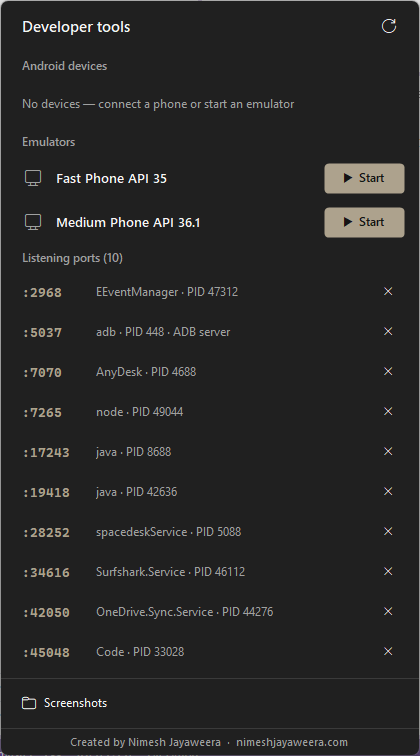 Developer tools
Android devices
No devices — connect a phone or start an emulator
Emulators
Fast Phone API 35
Start
Medium Phone API 36.1
Start
Listening ports (10)
:2968 EEventManager · PID 47312
:5037 adb · PID 448 · ADB server
:7070 AnyDesk · PID 4688
:7265 node · PID 49044
:17243 java · PID 8688
:19418 java · PID 42636
:28252 spacedeskService · PID 5088
:34616 Surfshark.Service · PID 46112
:42050 OneDrive.Sync.Service · PID 44276
:45048 Code · PID 33028
Screenshots
Created by Nimesh Jayaweera · nimeshjayaweera.com